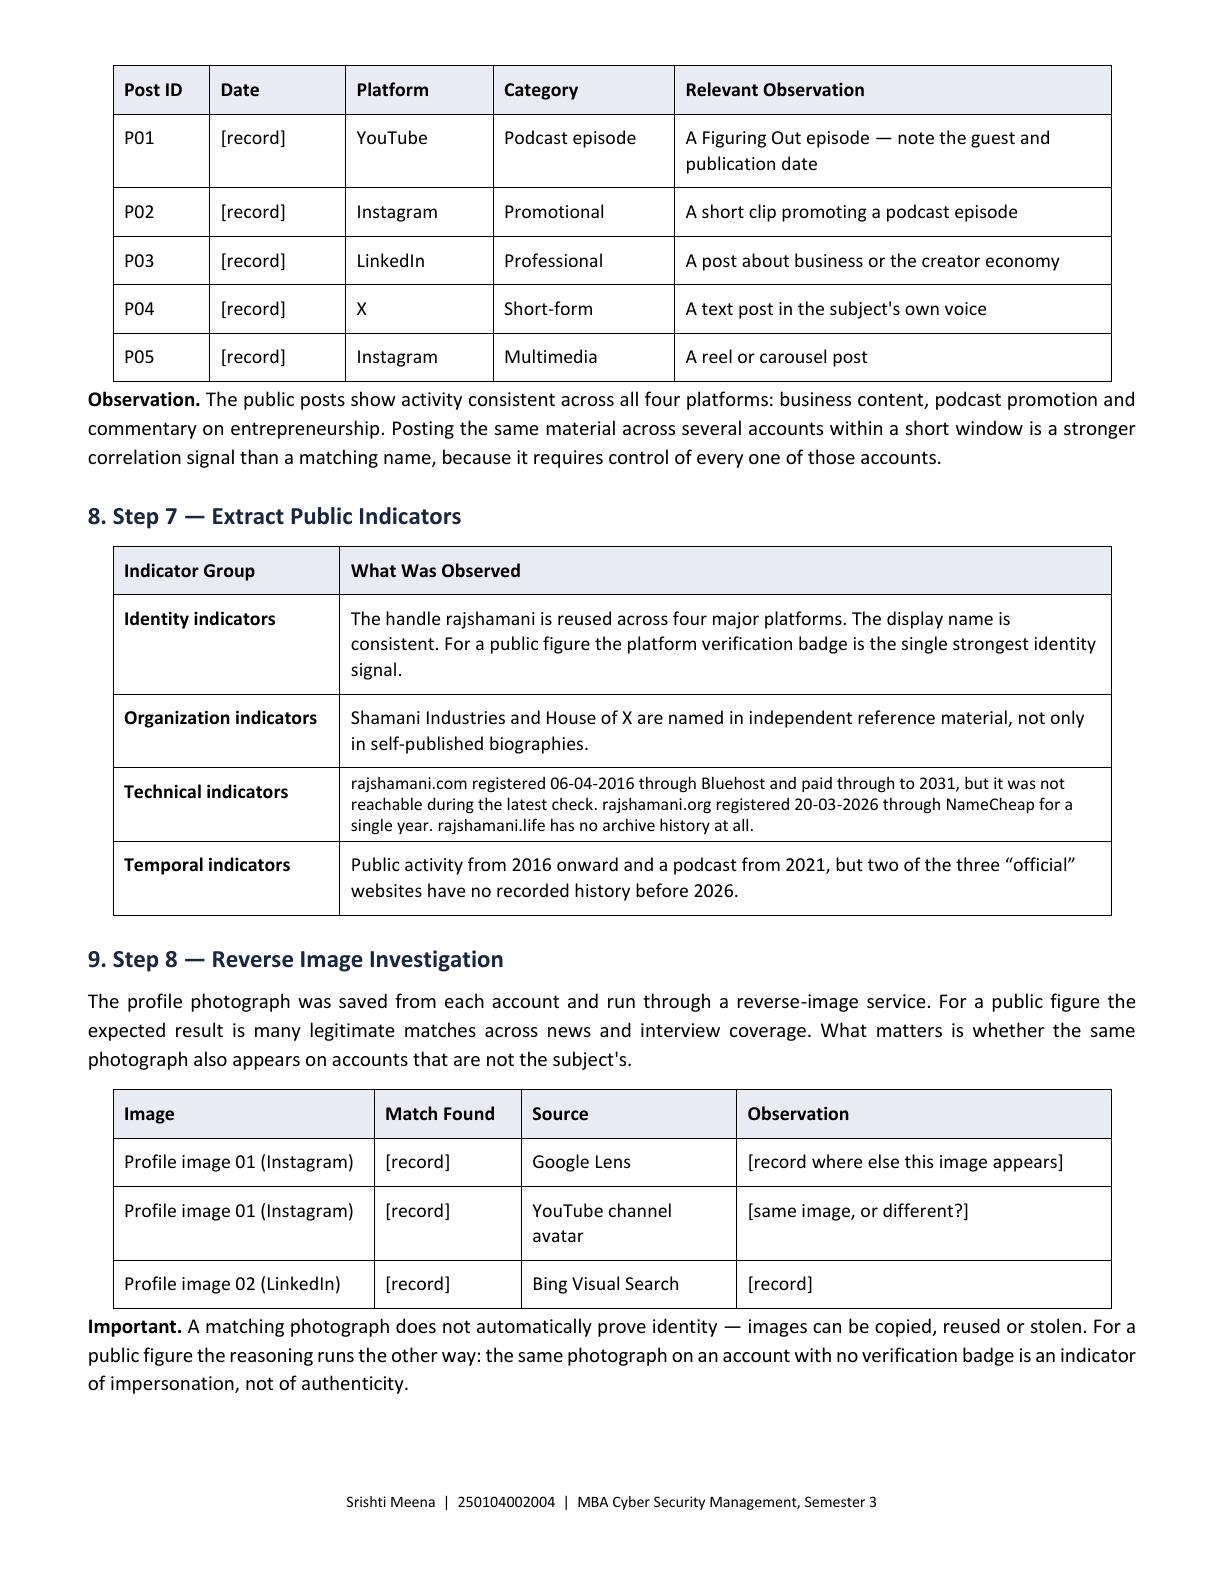 Post ID Date Platform Category Relevant Observation
P01 [record] YouTube Podcast episode A Figuring Out episode — note the guest and
publication date
P02 [record] Instagram Promotional A short clip promoting a podcast episode
P03 [record] LinkedIn Professional A post about business or the creator economy
P04 [record] X Short-form A text post in the subject's own voice
P05 [record] Instagram Multimedia A reel or carousel post
Observation. The public posts show activity consistent across all four platforms: business content, podcast promotion and
commentary on entrepreneurship. Posting the same material across several accounts within a short window is a stronger
correlation signal than a matching name, because it requires control of every one of those accounts.
8. Step 7 — Extract Public Indicators
Indicator Group What Was Observed
Identity indicators The handle rajshamani is reused across four major platforms. The display name is
consistent. For a public figure the platform verification badge is the single strongest identity
signal.
Organization indicators Shamani Industries and House of X are named in independent reference material, not only
in self-published biographies.
Technical indicators rajshamani.com registered 06-04-2016 through Bluehost and paid through to 2031, but it was not
reachable during the latest check. rajshamani.org registered 20-03-2026 through NameCheap for a
single year. rajshamani.life has no archive history at all.
Temporal indicators Public activity from 2016 onward and a podcast from 2021, but two of the three “official”
websites have no recorded history before 2026.
9. Step 8 — Reverse Image Investigation
The profile photograph was saved from each account and run through a reverse-image service. For a public figure the
expected result is many legitimate matches across news and interview coverage. What matters is whether the same
photograph also appears on accounts that are not the subject's.
Image Match Found Source Observation
Profile image 01 (Instagram) [record] Google Lens [record where else this image appears]
Profile image 01 (Instagram) [record] YouTube channel [same image, or different?]
avatar
Profile image 02 (LinkedIn) [record] Bing Visual Search [record]
Important. A matching photograph does not automatically prove identity — images can be copied, reused or stolen. For a
public figure the reasoning runs the other way: the same photograph on an account with no verification badge is an indicator
of impersonation, not of authenticity.
Srishti Meena | 250104002004 | MBA Cyber Security Management, Semester 3